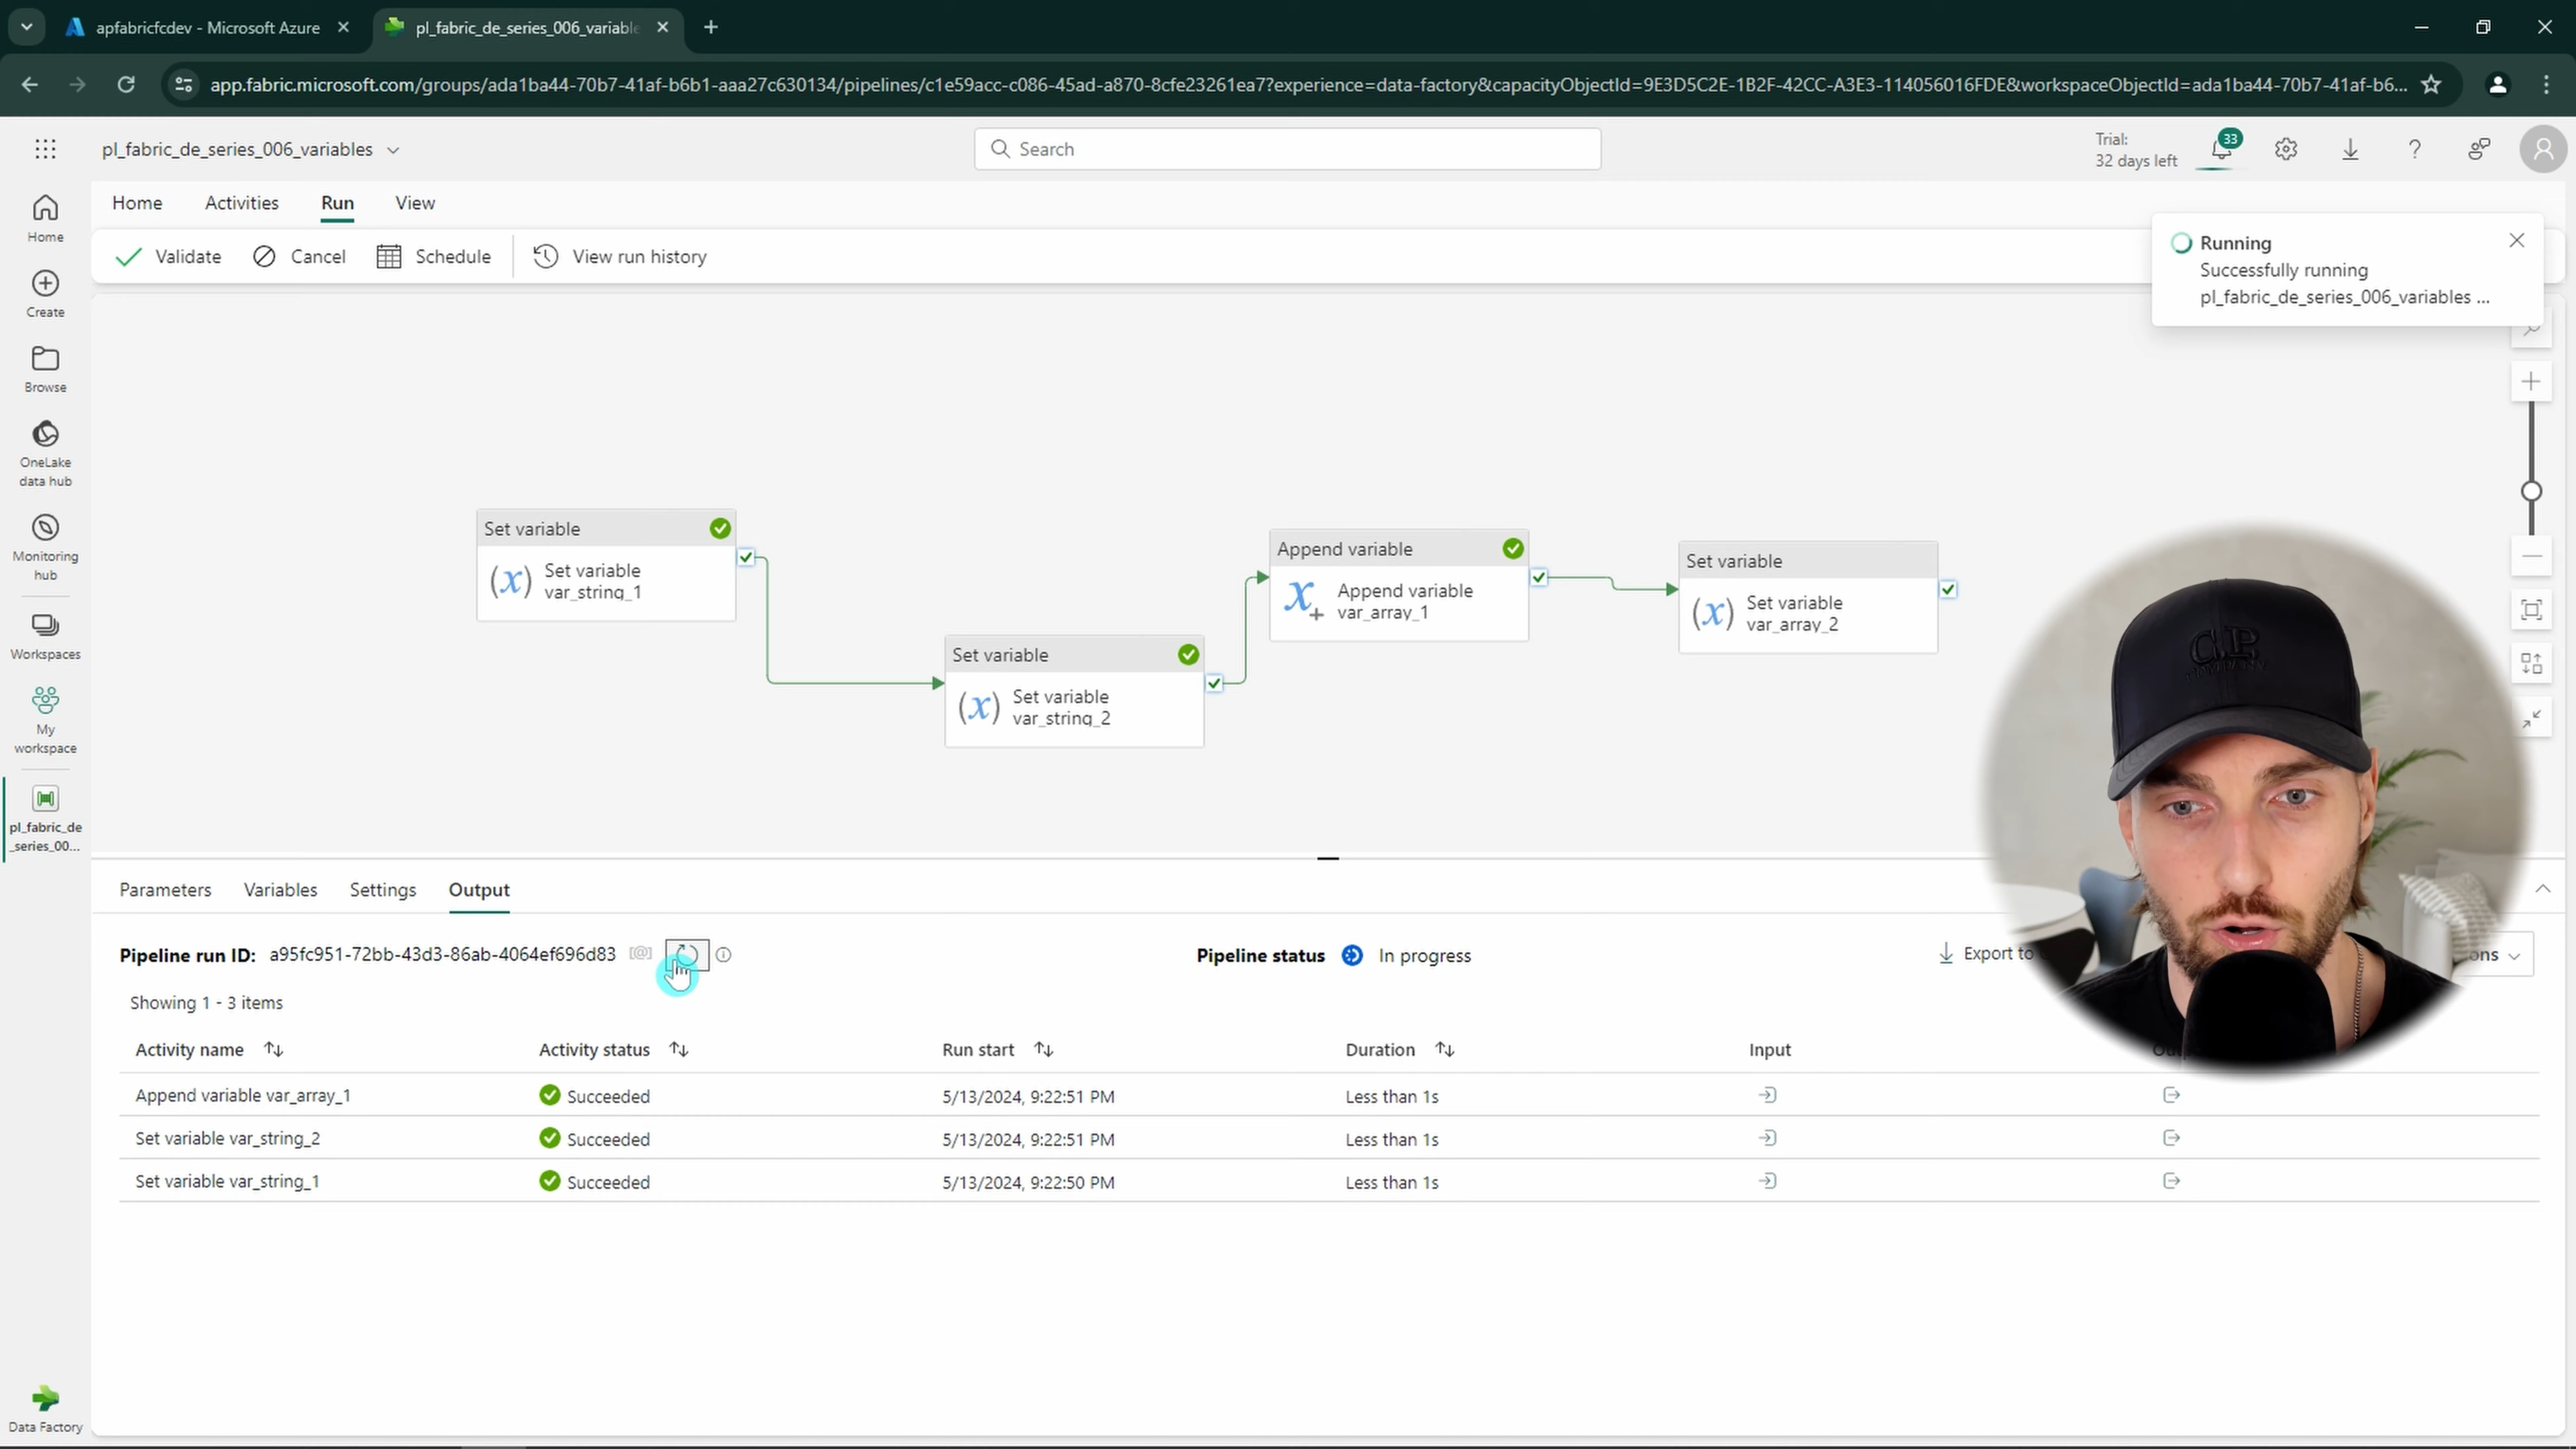 apfabricfcdev - Microsoft Azure
pl_fabric_de_series_006_variable
app.fabric.microsoft.com/groups/ada1ba44-70b7-41af-b6b1-aaa27c630134/pipelines/c1e59acc-c086-45ad-a870-8cfe23261ea7?experience=data-factory&capacityObjectId=9E3D5C2E-1B2F-42CC-A3E3-114056016FDE&workspaceObjectId=ada1ba44-70b7-41af-b6...
pl_fabric_de_series_006_variables
Search
Trial:
32 days left
33
Home
Activities
Run
View
Validate
Cancel
Schedule
View run history
Running
Successfully running
pl_fabric_de_series_006_variables ...
Home
Create
Browse
OneLake
data hub
Monitoring
hub
Workspaces
My
workspace
pl_fabric_de
_series_00...
Data Factory
Set variable
Set variable
var_string_1
Set variable
Set variable
var_string_2
Append variable
Append variable
var_array_1
Set variable
Set variable
var_array_2
Parameters
Variables
Settings
Output
Pipeline run ID: a95fc951-72bb-43d3-86ab-4064ef696d83
Pipeline status In progress
Export to
Showing 1 - 3 items
Activity name Activity status Run start Duration Input
Append variable var_array_1 Succeeded 5/13/2024, 9:22:51 PM Less than 1s
Set variable var_string_2 Succeeded 5/13/2024, 9:22:51 PM Less than 1s
Set variable var_string_1 Succeeded 5/13/2024, 9:22:50 PM Less than 1s